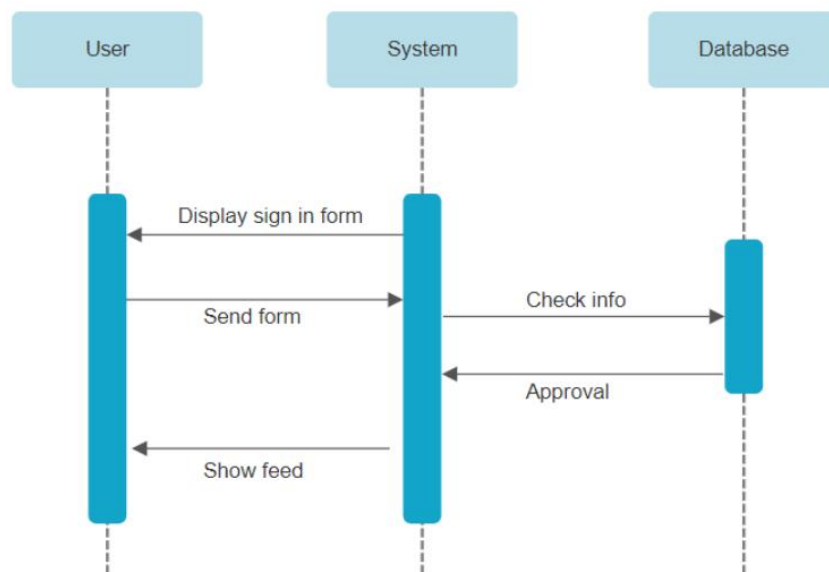 User
System
Database
Display sign in form
Send form
Check info
Approval
Show feed